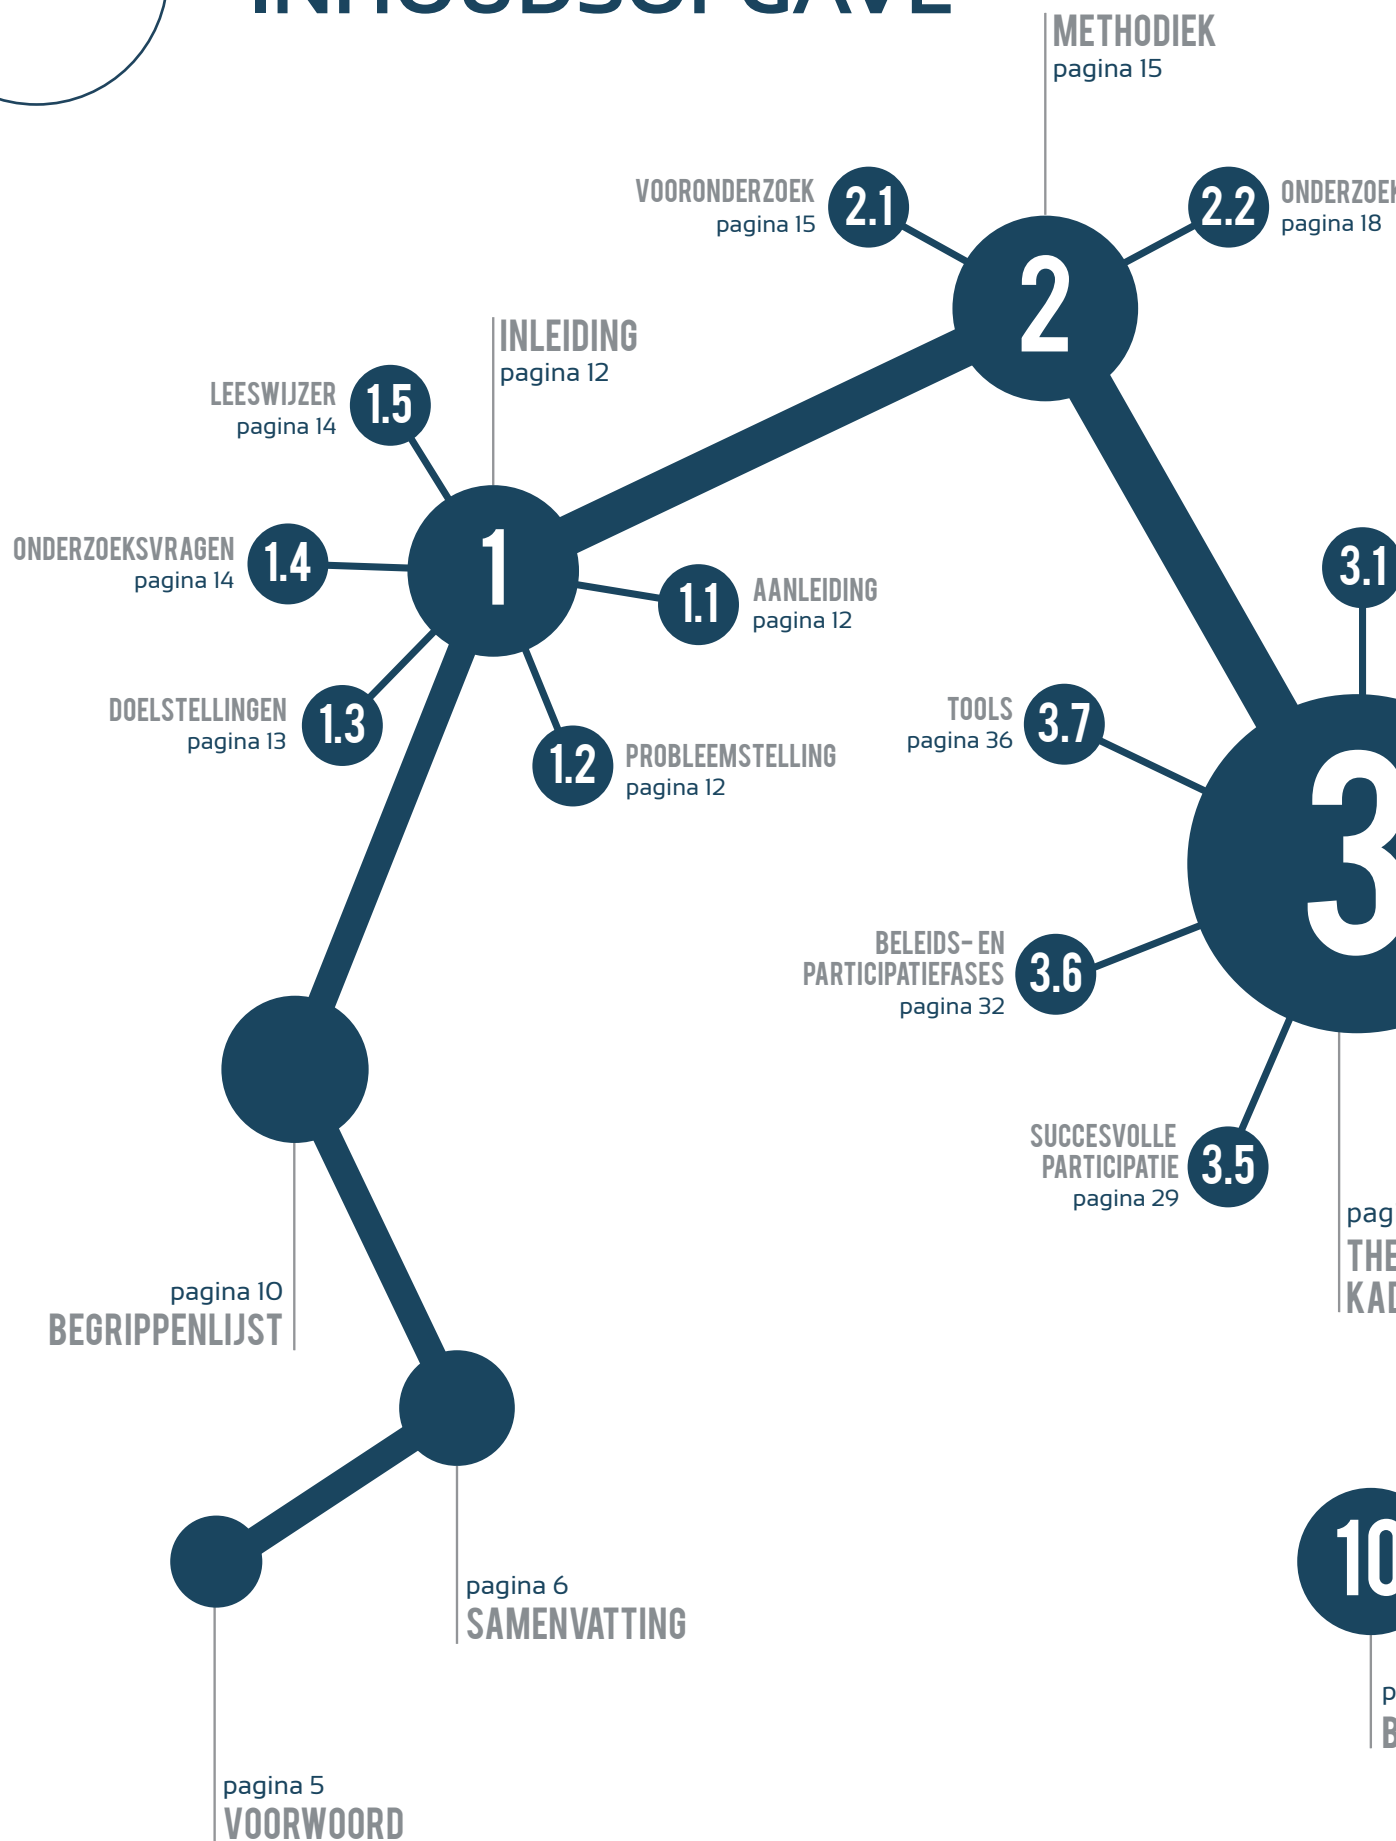 INHOUDSOPGAVE
METHODIEK
pagina 15
VOORONDERZOEK
pagina 15
2.1
2.2
pagina 18
2
INLEIDING
pagina 12
LEESWIJZER
pagina 14
1.5
1
ONDERZOEKSVRAGEN
pagina 14
1.4
1.1
AANLEIDING
pagina 12
DOELSTELLINGEN
pagina 13
1.3
1.2
PROBLEEMSTELLING
pagina 12
3.1
TOOLS
pagina 36
3.7
3
BELEIDS- EN
PARTICIPATIEFASES
pagina 32
3.6
SUCCESVOLLE
PARTICIPATIE
pagina 29
3.5
pagina 10
BEGRIPPENLIJST
10
pagina 6
SAMENVATTING
pagina 5
VOORWOORD